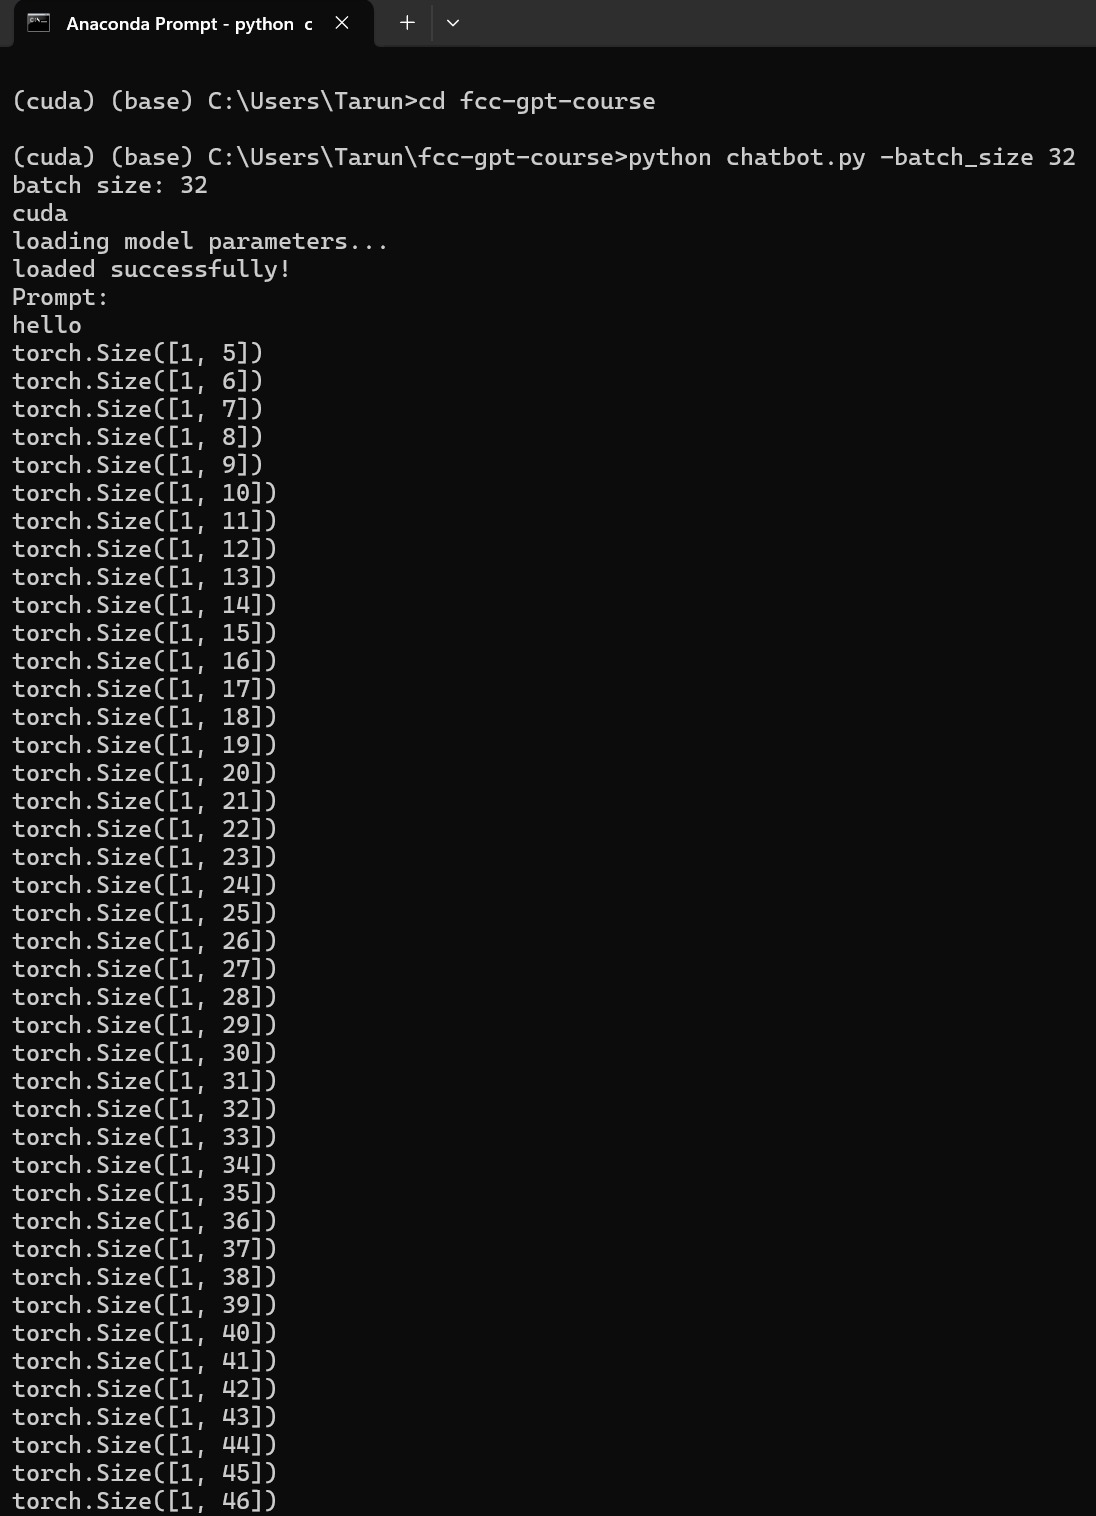 Anaconda Prompt - python  c
(cuda) (base) C:\Users\Tarun>cd fcc-gpt-course
(cuda) (base) C:\Users\Tarun\fcc-gpt-course>python chatbot.py -batch_size 32
batch size: 32
cuda
loading model parameters...
loaded successfully!
Prompt:
hello
torch.Size([1, 5])
torch.Size([1, 6])
torch.Size([1, 7])
torch.Size([1, 8])
torch.Size([1, 9])
torch.Size([1, 10])
torch.Size([1, 11])
torch.Size([1, 12])
torch.Size([1, 13])
torch.Size([1, 14])
torch.Size([1, 15])
torch.Size([1, 16])
torch.Size([1, 17])
torch.Size([1, 18])
torch.Size([1, 19])
torch.Size([1, 20])
torch.Size([1, 21])
torch.Size([1, 22])
torch.Size([1, 23])
torch.Size([1, 24])
torch.Size([1, 25])
torch.Size([1, 26])
torch.Size([1, 27])
torch.Size([1, 28])
torch.Size([1, 29])
torch.Size([1, 30])
torch.Size([1, 31])
torch.Size([1, 32])
torch.Size([1, 33])
torch.Size([1, 34])
torch.Size([1, 35])
torch.Size([1, 36])
torch.Size([1, 37])
torch.Size([1, 38])
torch.Size([1, 39])
torch.Size([1, 40])
torch.Size([1, 41])
torch.Size([1, 42])
torch.Size([1, 43])
torch.Size([1, 44])
torch.Size([1, 45])
torch.Size([1, 46])